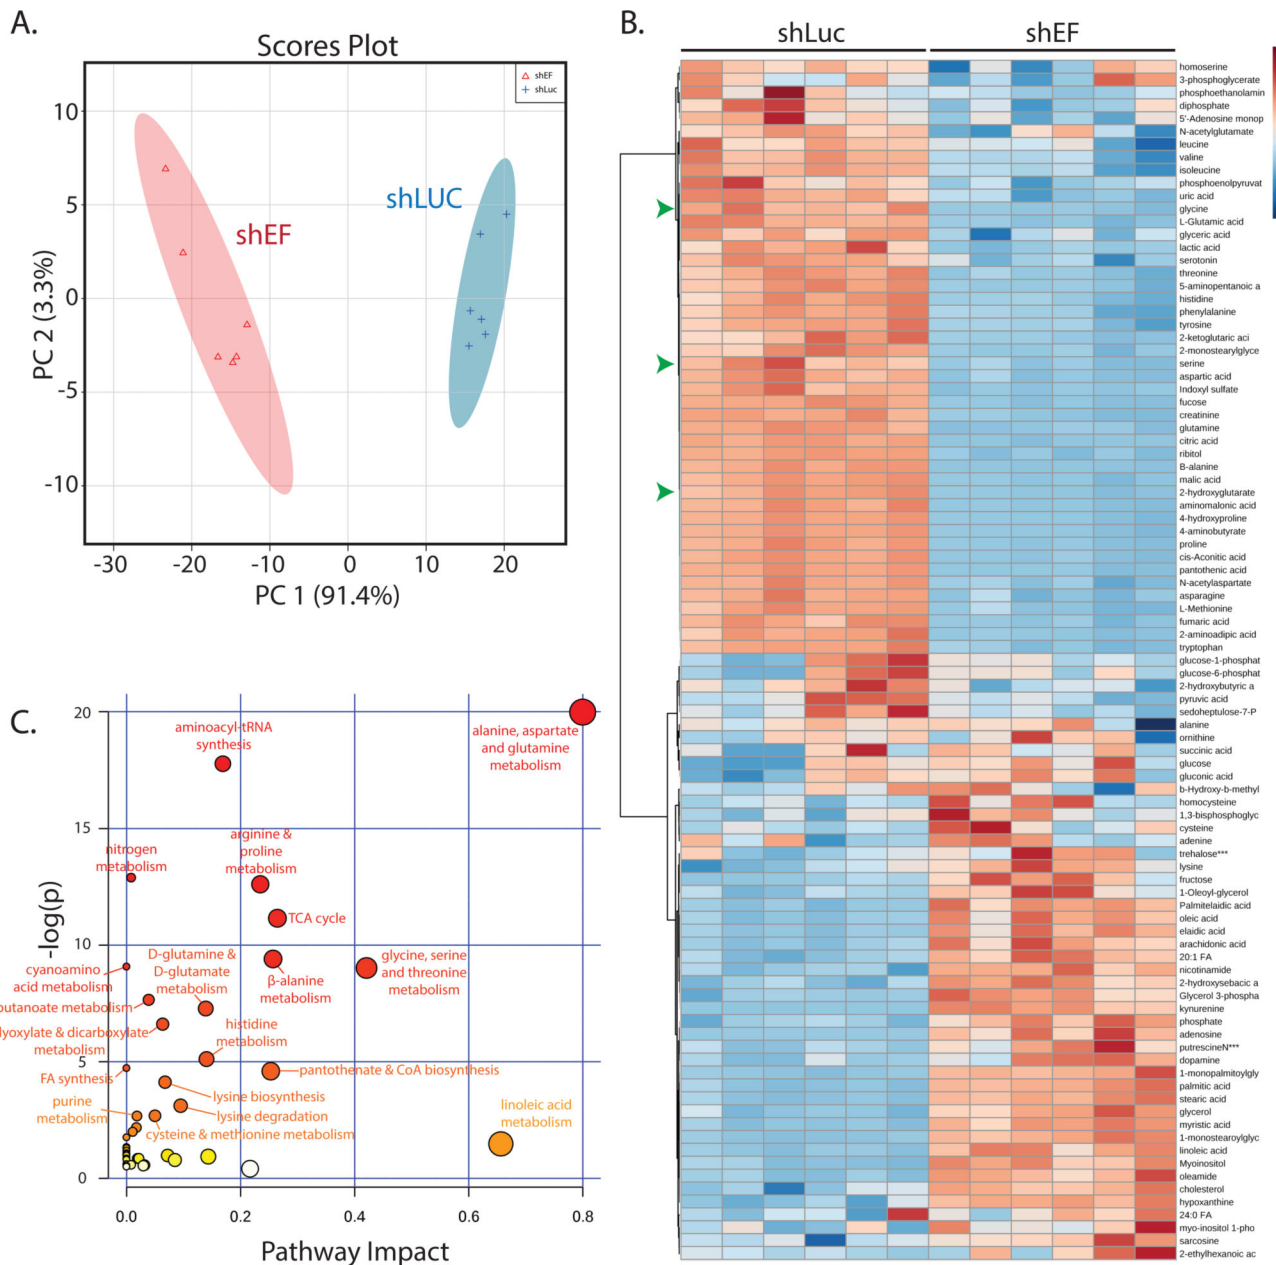 A.
Scores Plot
shEF
shLuc
shEF
shLUC
10
5
0
-5
-10
PC 2 (3.3%)
-30
-20
-10
0
10
20
PC 1 (91.4%)
B.
shLuc
shEF
homoserine
3-phosphoglycerate
phosphoethanolamin
diphosphate
5'-Adenosine monop
N-acetylglutamate
leucine
valine
isoleucine
phosphoenolpyruvat
uric acid
glycine
L-Glutamic acid
glyceric acid
lactic acid
serotonin
threonine
5-aminopentanoic a
histidine
phenylalanine
tyrosine
2-ketoglutaric aci
2-monostearylglyce
serine
aspartic acid
Indoxyl sulfate
fucose
creatinine
glutamine
citric acid
ribitol
B-alanine
malic acid
2-hydroxyglutarate
aminomalonic acid
4-hydroxyproline
4-aminobutyrate
proline
cis-Aconitic acid
pantothenic acid
N-acetylaspartate
asparagine
L-Methionine
fumaric acid
2-aminoadipic acid
tryptophan
glucose-1-phosphat
glucose-6-phosphat
2-hydroxybutyric a
pyruvic acid
sedoheptulose-7-P
alanine
ornithine
succinic acid
glucose
gluconic acid
b-Hydroxy-b-methyl
homocysteine
1,3-bisphosphoglyc
cysteine
adenine
trehalose***
lysine
fructose
1-Oleoyl-glycerol
Palmitelaidic acid
oleic acid
elaidic acid
arachidonic acid
20:1 FA
nicotinamide
2-hydroxysebacic a
Glycerol 3-phospha
kynurenine
phosphate
adenosine
putrescineN***
dopamine
1-monopalmitoylgly
palmitic acid
stearic acid
glycerol
myristic acid
1-monostearoylglyc
linoleic acid
Myoinositol
oleamide
cholesterol
hypoxanthine
24:0 FA
myo-inositol 1-pho
sarcosine
2-ethylhexanoic ac
C.
20
15
10
5
0
-log(p)
aminoacyl-tRNA
synthesis
alanine, aspartate
and glutamine
metabolism
nitrogen
metabolism
arginine &
proline
metabolism
TCA cycle
cyanoamino
acid metabolism
D-glutamine &
D-glutamate
metabolism
β-alanine
metabolism
glycine, serine
and threonine
metabolism
butanoate metabolism
lyoxylate & dicarboxylate
metabolism
histidine
metabolism
FA synthesis
pantothenate & CoA biosynthesis
purine
metabolism
lysine biosynthesis
lysine degradation
cysteine & methionine metabolism
linoleic acid
metabolism
0.0
0.2
0.4
0.6
0.8
Pathway Impact